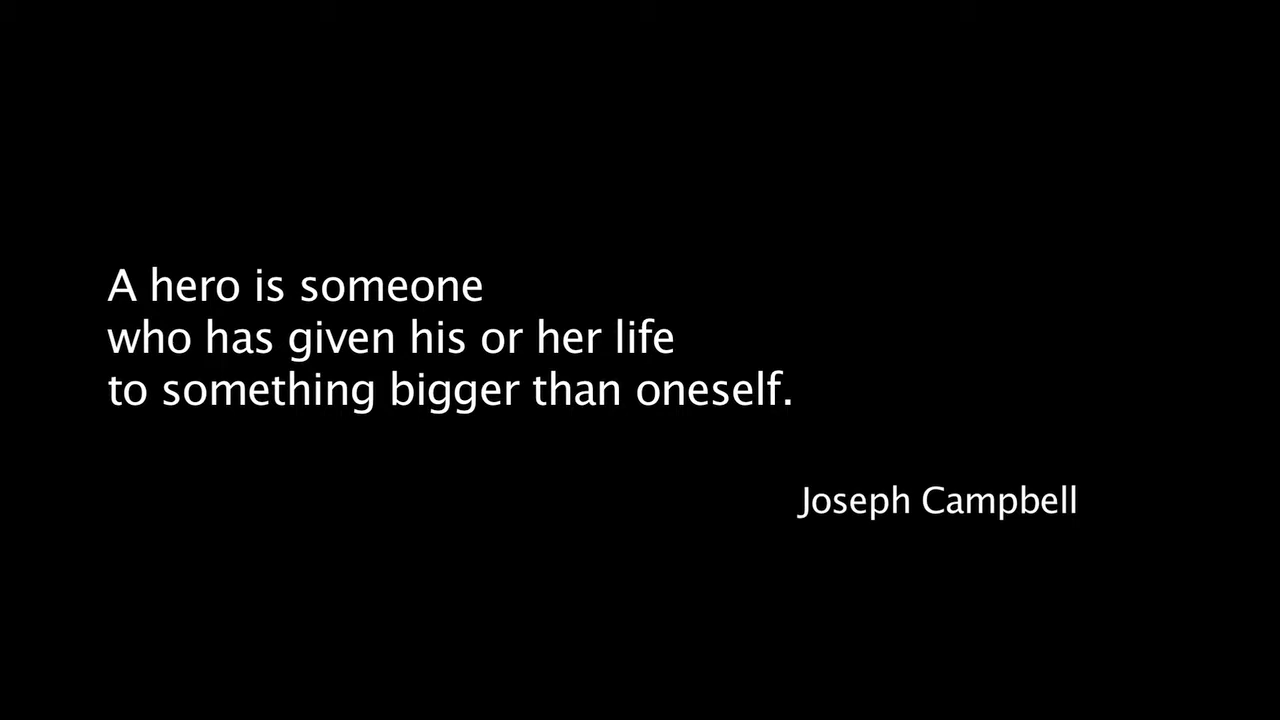 A hero is someone
who has given his or her life
to something bigger than oneself.
Joseph Campbell